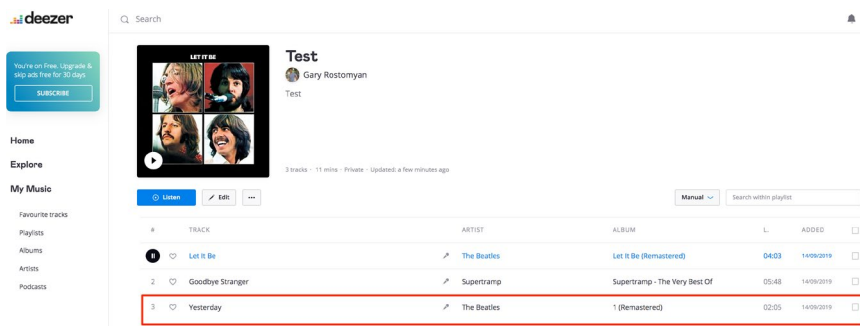 deezer
Search
You're on Free. Upgrade &
skip ads free for 30 days
SUBSCRIBE
Home
Explore
My Music
Favourite tracks
Playlists
Albums
Artists
Podcasts
LET IT BE
Test
Gary Rostomyan
Test
3 tracks · 11 mins · Private · Updated: a few minutes ago
Listen Edit ... Manual Search within playlist
# TRACK ARTIST ALBUM L. ADDED
Let It Be The Beatles Let It Be (Remastered) 04:03 14/09/2019
2 Goodbye Stranger Supertramp Supertramp - The Very Best Of 05:48 14/09/2019
3 Yesterday The Beatles 1 (Remastered) 02:05 14/09/2019